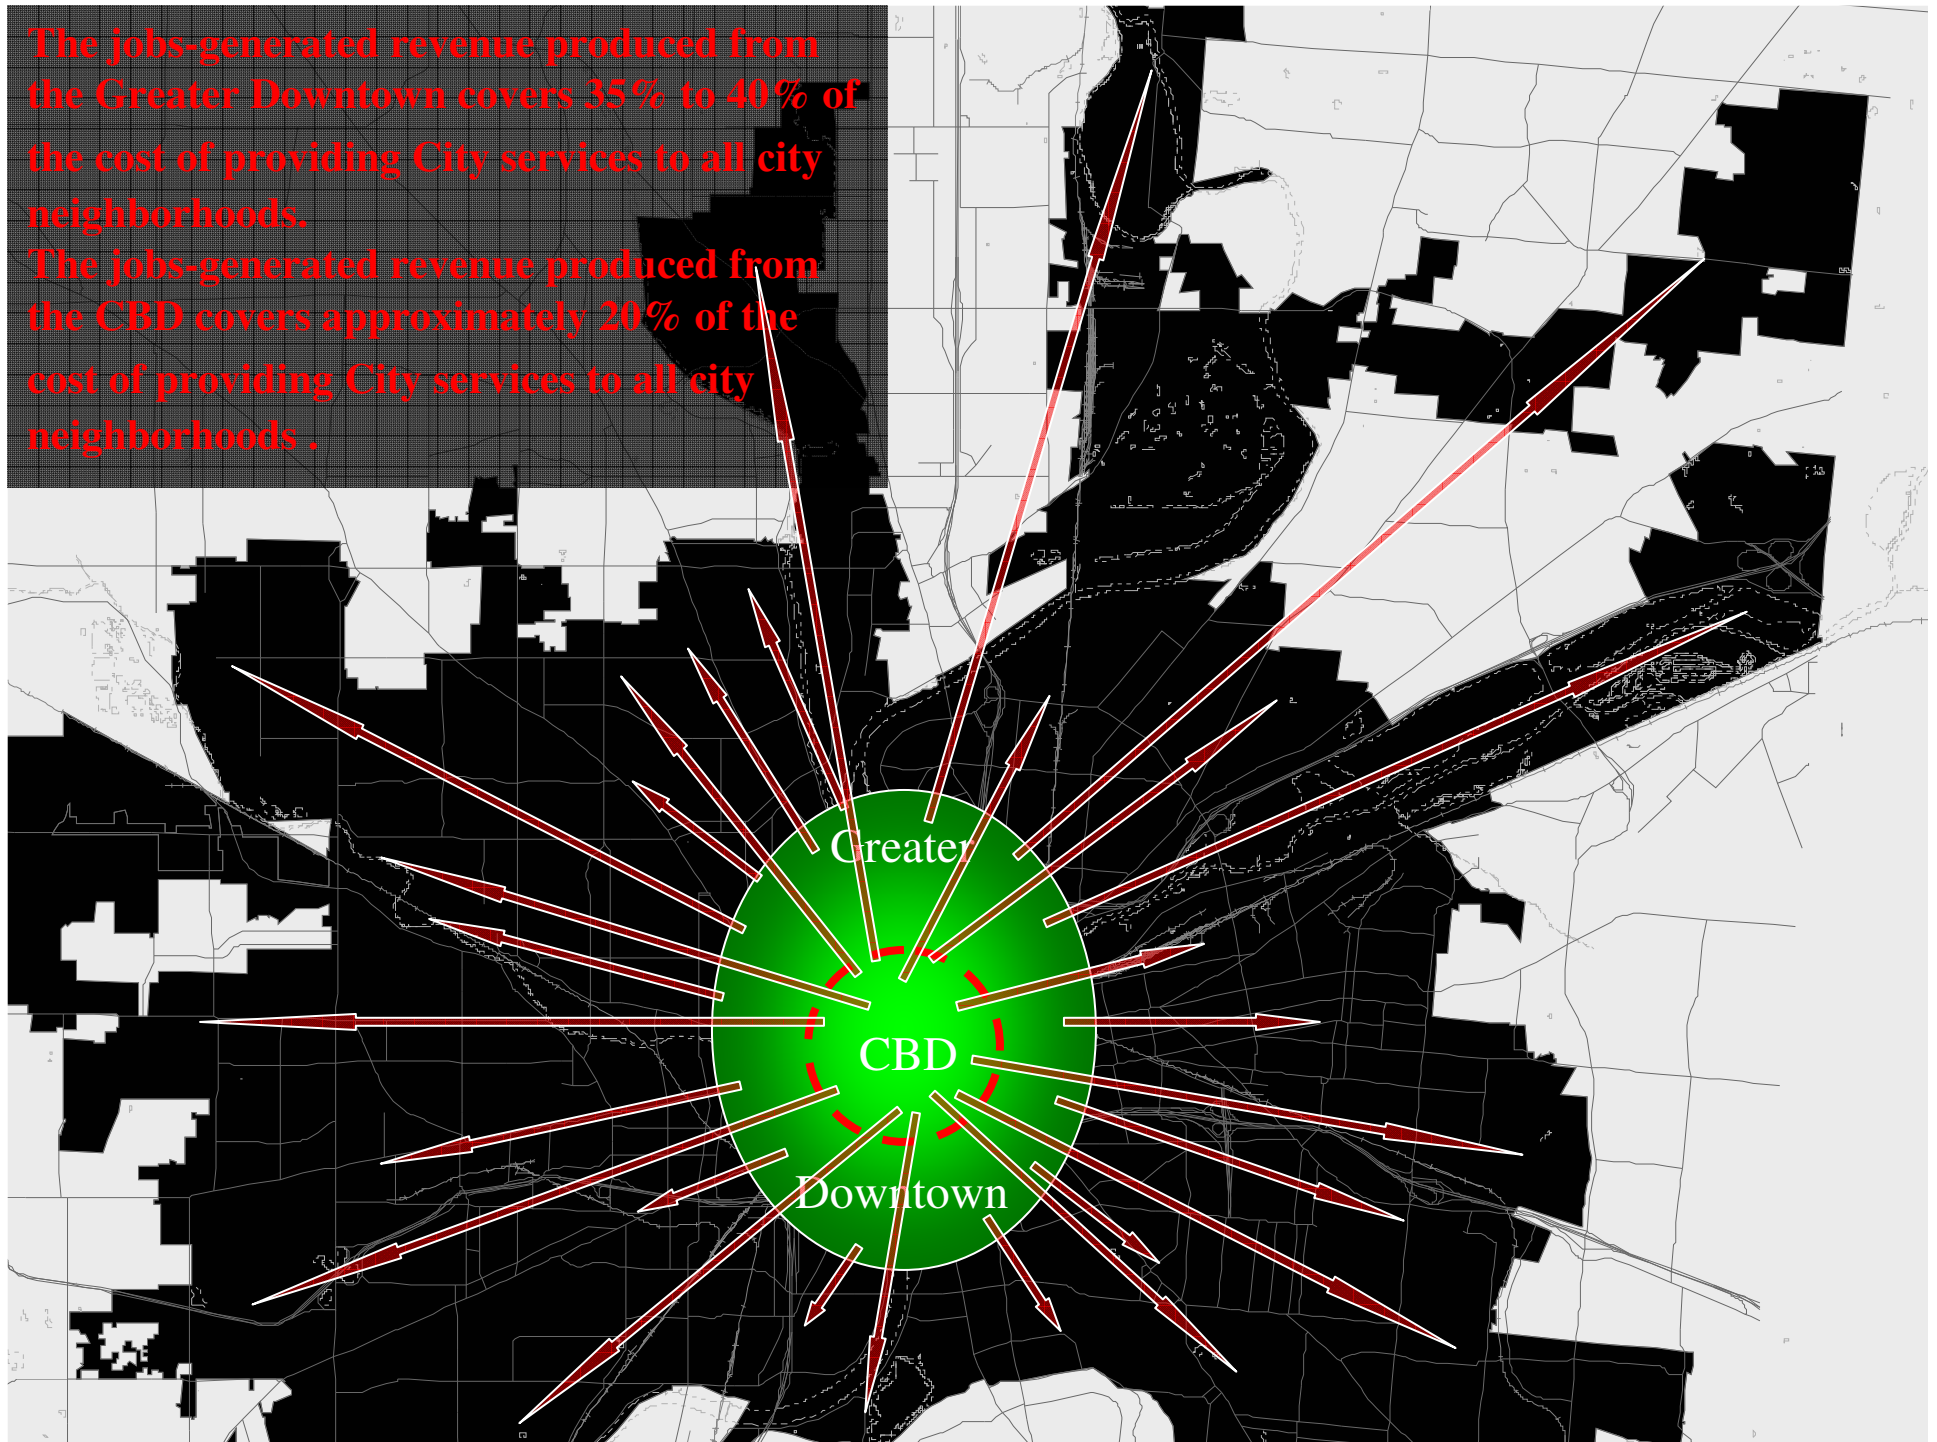 The jobs-generated revenue produced from
the Greater Downtown covers 35% to 40% of
the cost of providing City services to all city
neighborhoods.
The jobs-generated revenue produced from
the CBD covers approximately 20% of the
cost of providing City services to all city
neighborhoods .
Greater
CBD
Downtown